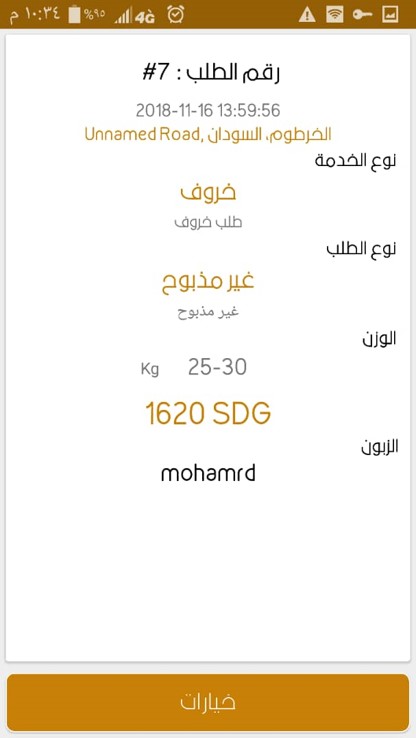 ١٠:٣٤ م %٩٥ 4G
رقم الطلب : 7#
2018-11-16 13:59:56
الخرطوم، السودان ,Unnamed Road
نوع الخدمة
خروف
طلب خروف
نوع الطلب
غير مذبوح
غير مذبوح
الوزن
25-30 Kg
1620 SDG
الزبون
mohamrd
خيارات